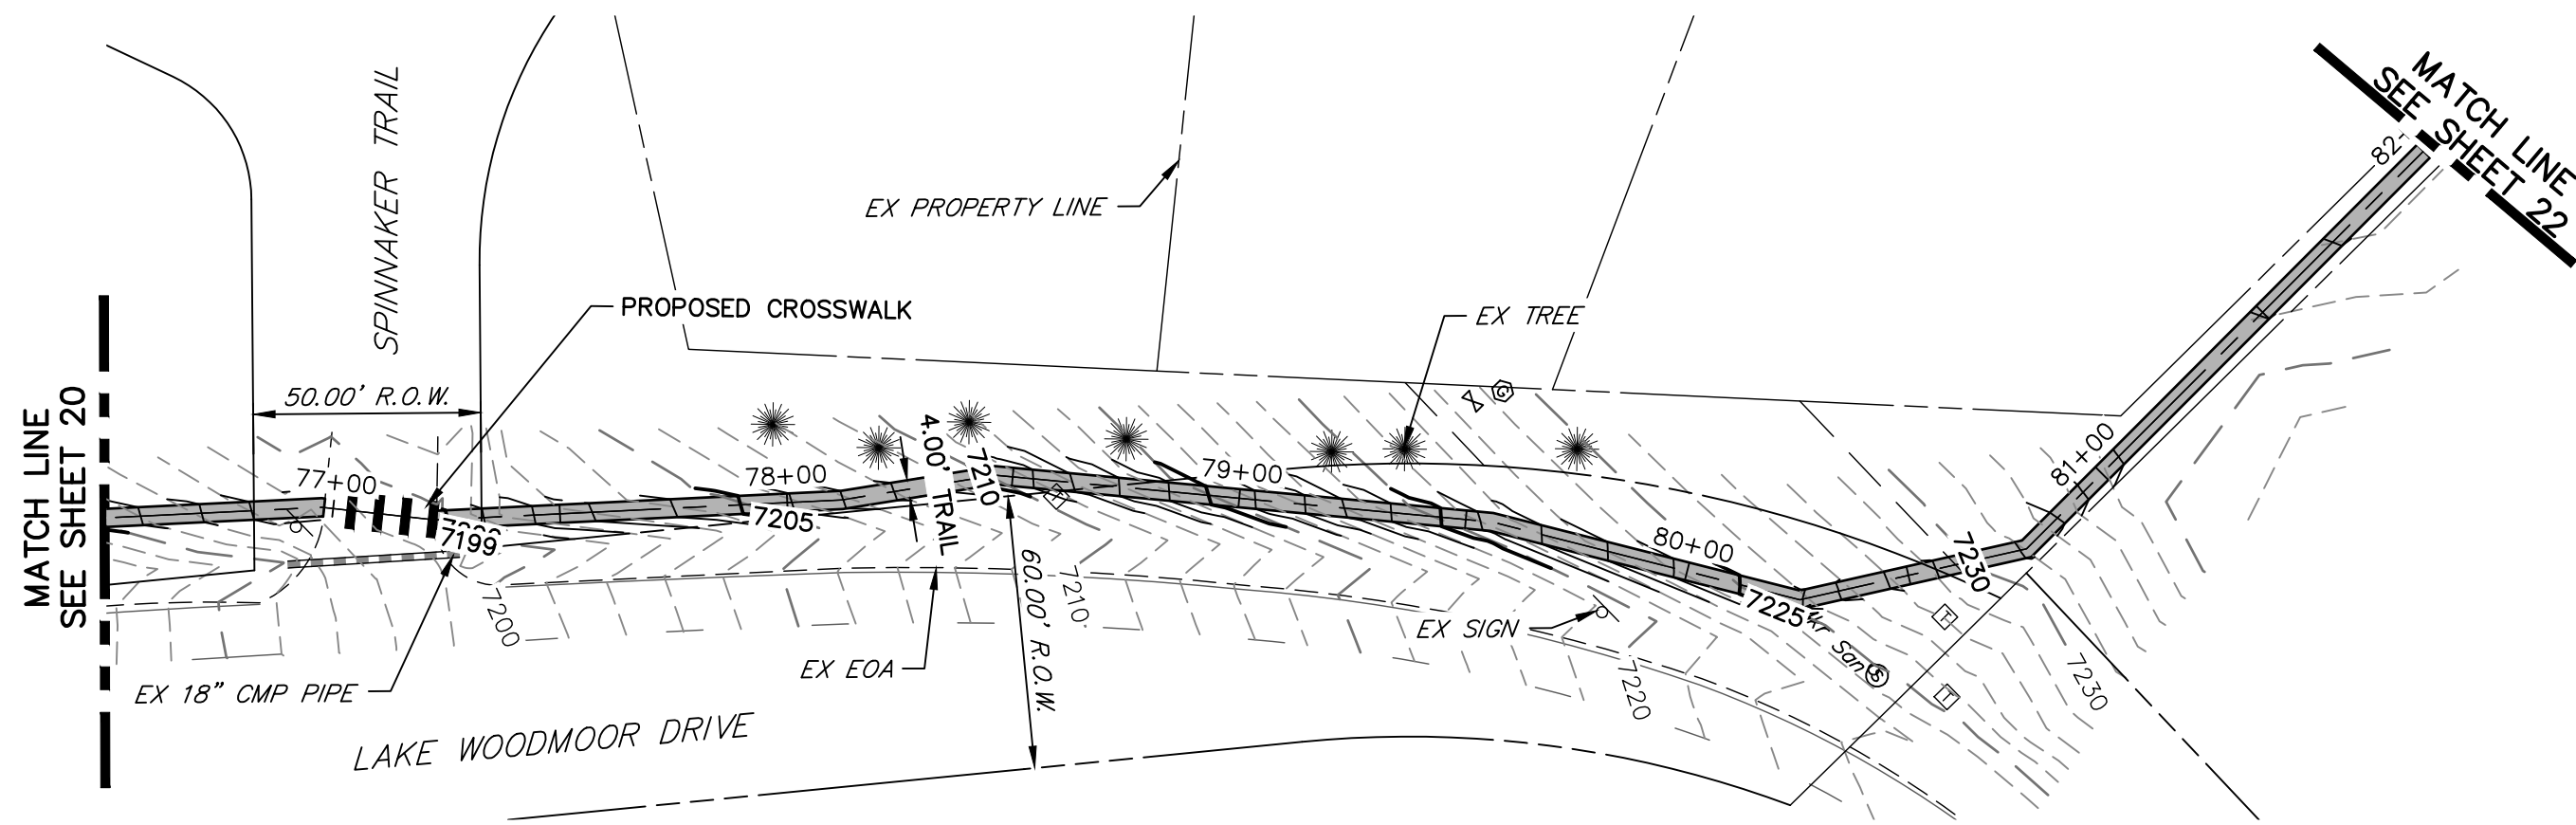 MATCH LINE
SEE SHEET 20
SPINNAKER TRAIL
50.00' R.O.W.
77+00
PROPOSED CROSSWALK
EX PROPERTY LINE
EX TREE
G
MATCH LINE
SEE SHEET 22
82+
81+00
78+00
4.00' TRAIL
7210
T
79+00
80+00
7199
7205
7225
7230
T
San
S
T
7200
7210
7220
7230
60.00' R.O.W.
EX SIGN
EX EOA
EX 18" CMP PIPE
LAKE WOODMOOR DRIVE